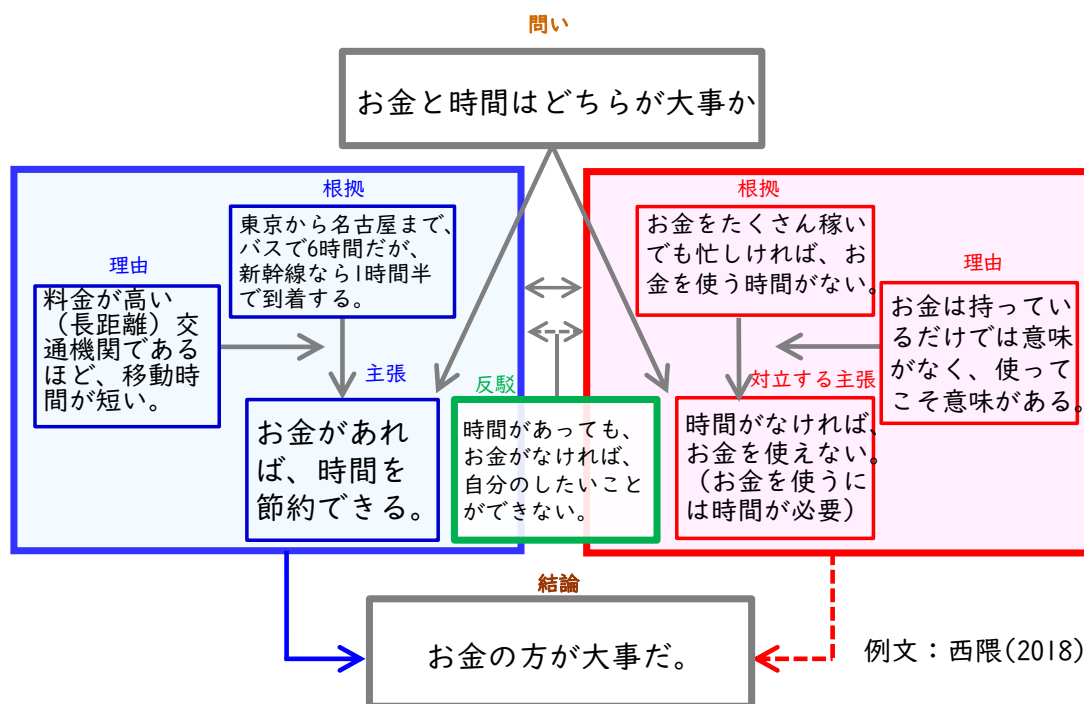 問い
お金と時間はどちらが大事か
根拠
東京から名古屋まで、
バスで6時間だが、
新幹線なら1時間半
で到着する。
理由
料金が高い
（長距離）交
通機関である
ほど、移動時
間が短い。
主張
お金があれ
ば、時間を
節約できる。
反駁
時間があっても、
お金がなければ、
自分のしたいこと
ができない。
根拠
お金をたくさん稼い
でも忙しければ、お
金を使う時間がない。
理由
お金は持ってい
るだけでは意味
がなく、使って
こそ意味がある。
対立する主張
時間がなければ、
お金を使えない。
（お金を使うに
は時間が必要）
結論
お金の方が大事だ。
例文：西隈(2018)